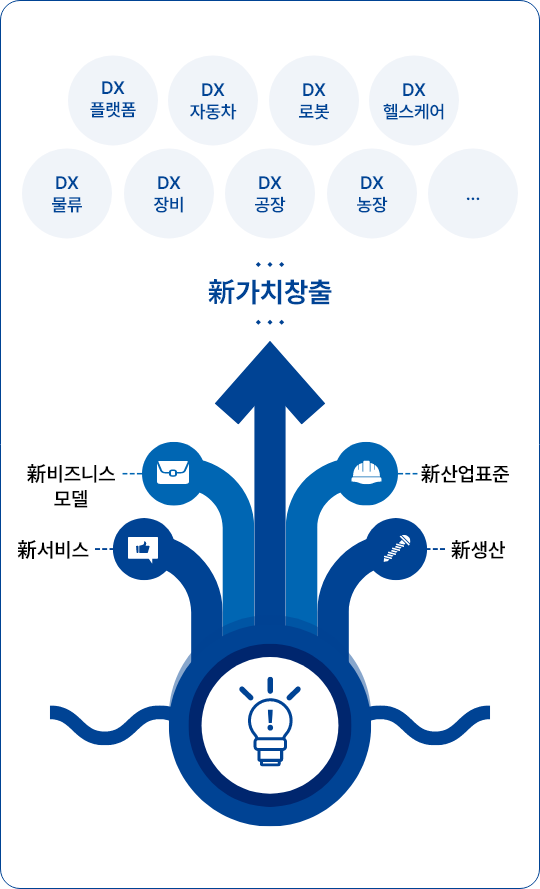 DX
플랫폼
DX
자동차
DX
로봇
DX
헬스케어
DX
물류
DX
장비
DX
공장
DX
농장
...
新가치창출
新비즈니스
모델
新산업표준
新서비스
新생산
!